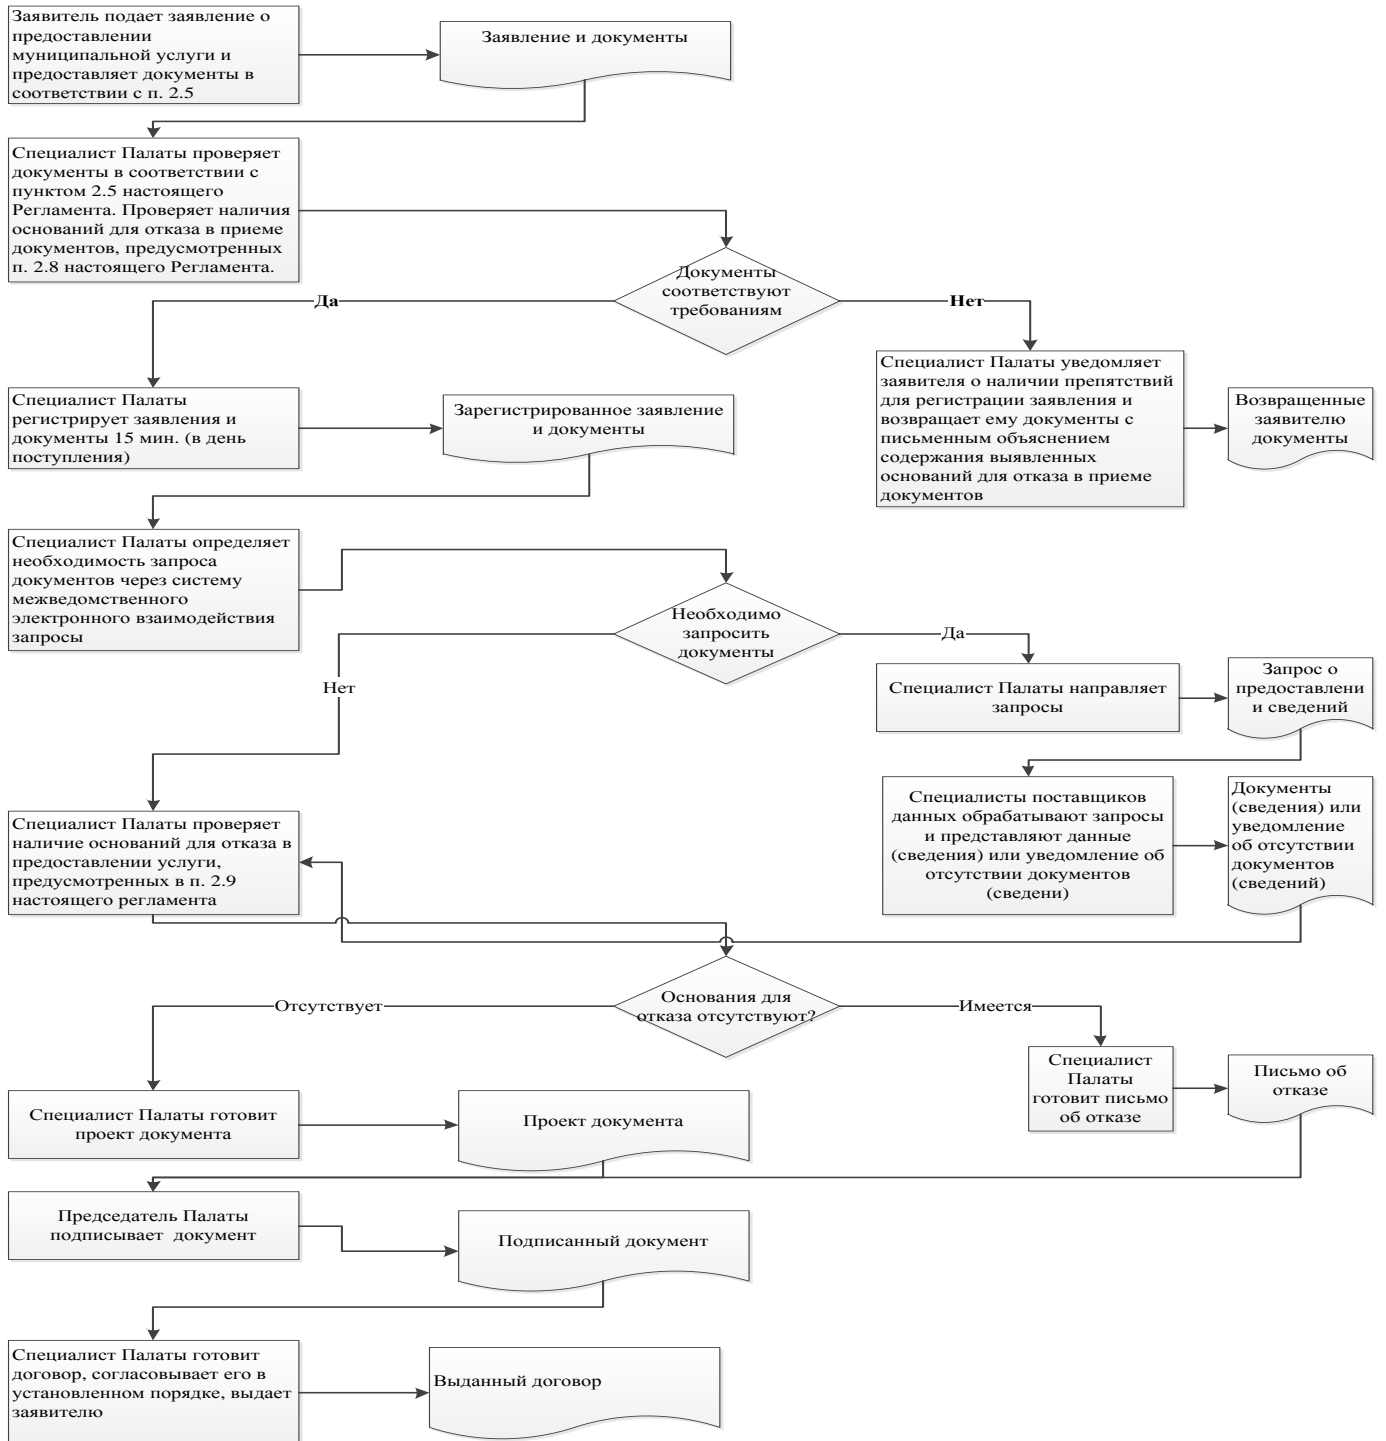 Заявитель подает заявление о
предоставлении
муниципальной услуги и
предоставляет документы в
соответствии с п. 2.5
Заявление и документы
Специалист Палаты проверяет
документы в соответствии с
пунктом 2.5 настоящего
Регламента. Проверяет наличия
оснований для отказа в приеме
документов, предусмотренных
п. 2.8 настоящего Регламента.
Документы
соответствуют
требованиям
Да
Нет
Специалист Палаты
регистрирует заявления и
документы 15 мин. (в день
поступления)
Зарегистрированное заявление
и документы
Специалист Палаты уведомляет
заявителя о наличии препятствий
для регистрации заявления и
возвращает ему документы с
письменным объяснением
содержания выявленных
оснований для отказа в приеме
документов
Возвращенные
заявителю
документы
Специалист Палаты определяет
необходимость запроса
документов через систему
межведомственного
электронного взаимодействия
запросы
Необходимо
запросить
документы
Да
Нет
Специалист Палаты направляет
запросы
Запрос о
предоставлени
и сведений
Специалисты поставщиков
данных обрабатывают запросы
и представляют данные
(сведения) или уведомление об
отсутствии документов
(сведени)
Документы
(сведения) или
уведомление
об отсутствии
документов
(сведений)
Специалист Палаты проверяет
наличие оснований для отказа в
предоставлении услуги,
предусмотренных в п. 2.9
настоящего регламента
Основания для
отказа отсутствуют?
Отсутствует
Имеется
Специалист
Палаты
готовит письмо
об отказе
Письмо об
отказе
Специалист Палаты готовит
проект документа
Проект документа
Председатель Палаты
подписывает документ
Подписанный документ
Специалист Палаты готовит
договор, согласовывает его в
установленном порядке, выдает
заявителю
Выданный договор